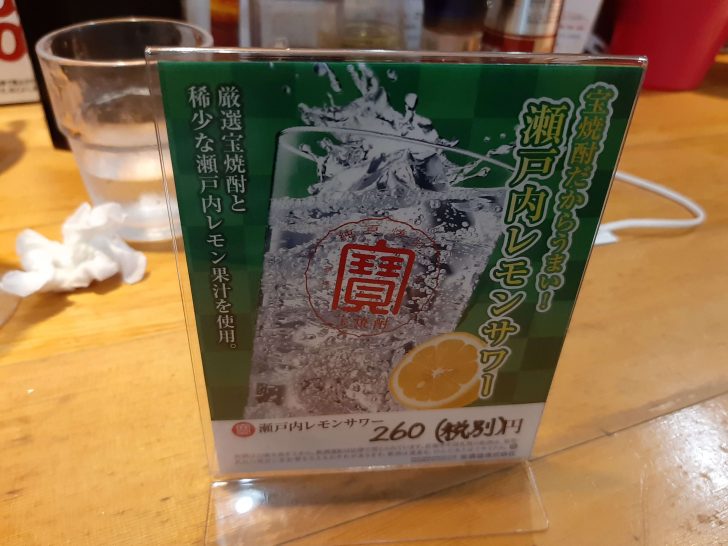 宝焼酎だからうまい!
瀬戸内レモンサワー
厳選宝焼酎と
稀少な瀬戸内レモン果汁を使用。
寶
瀬戸内レモンサワー 260(税別)円